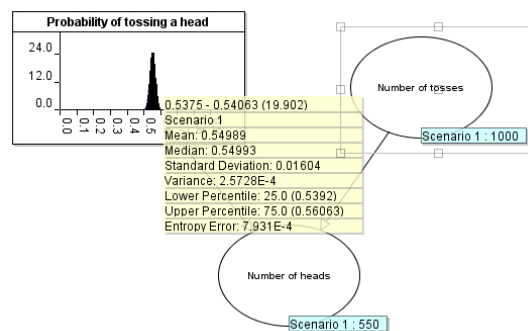 Probability of tossing a head
24.0
12.0
0.0
0.0
0.1
0.2
0.3
0.4
0.5
Number of tosses
Scenario 1 : 1000
0.5375 - 0.54063 (19.902)
Scenario 1
Mean: 0.54989
Median: 0.54993
Standard Deviation: 0.01604
Variance: 2.5728E-4
Lower Percentile: 25.0 (0.5392)
Upper Percentile: 75.0 (0.56063)
Entropy Error: 7.931E-4
Number of heads
Scenario 1 : 550